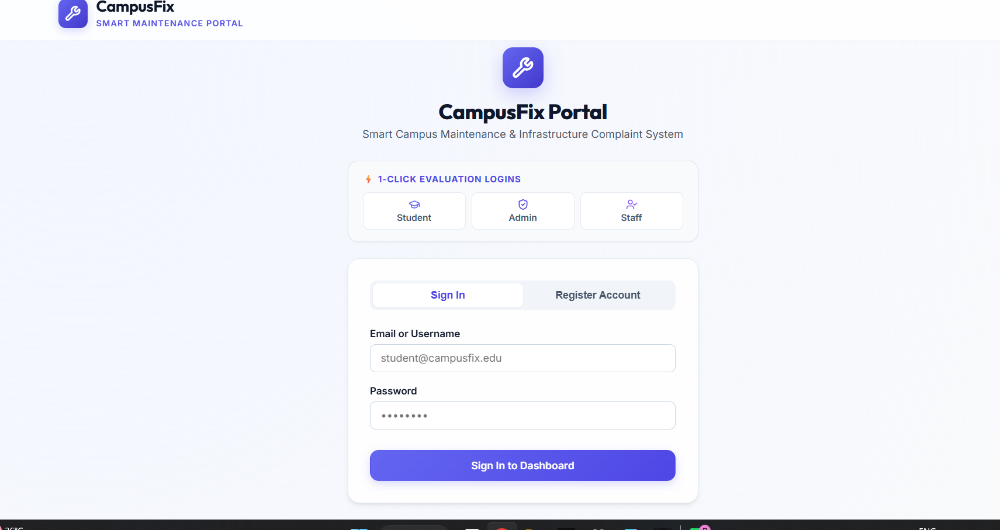 CampusFix
SMART MAINTENANCE PORTAL
CampusFix Portal
Smart Campus Maintenance & Infrastructure Complaint System
1-CLICK EVALUATION LOGINS
Student
Admin
Staff
Sign In
Register Account
Email or Username
student@campusfix.edu
Password
••••••••
Sign In to Dashboard